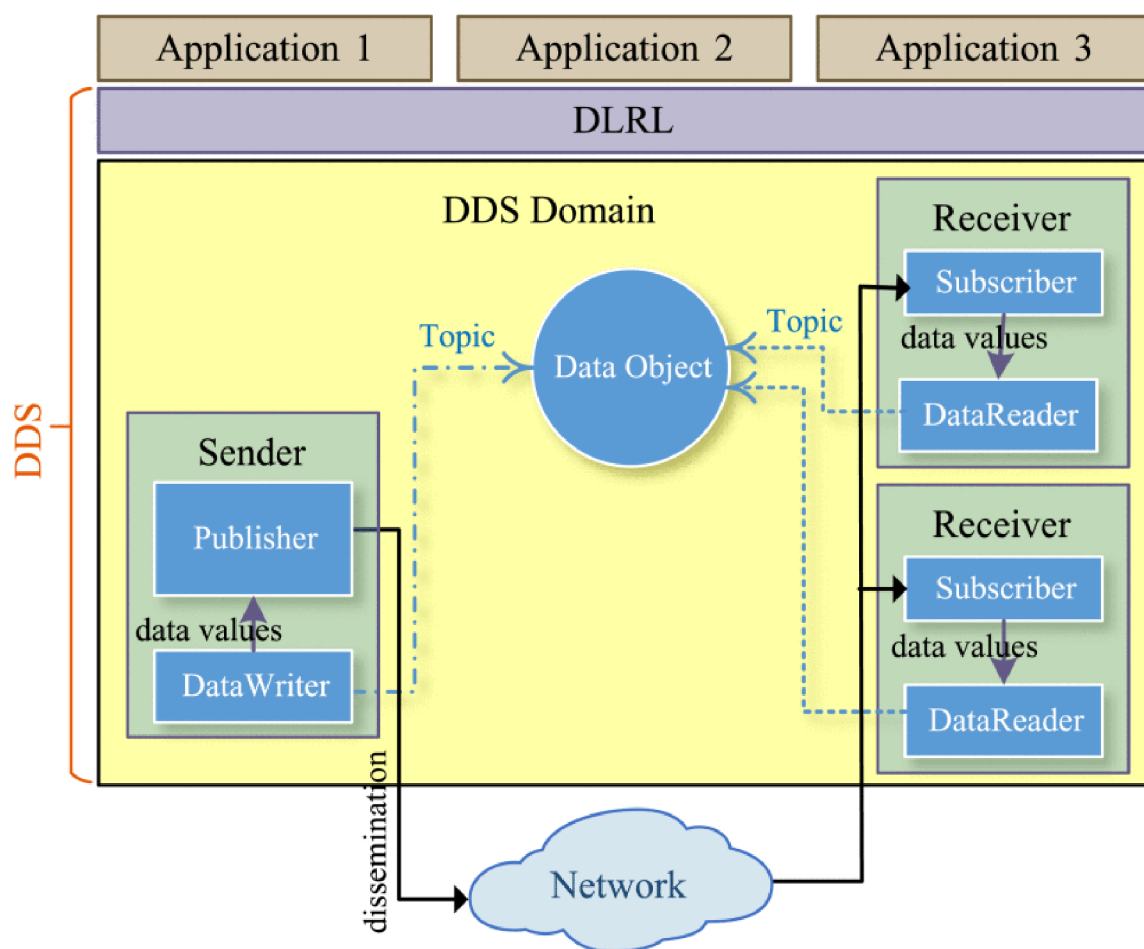 Application 1
Application 2
Application 3
DLRL
DDS
DDS Domain
Topic
Data Object
Topic
Sender
Publisher
data values
DataWriter
Receiver
Subscriber
data values
DataReader
Receiver
Subscriber
data values
DataReader
dissemination
Network